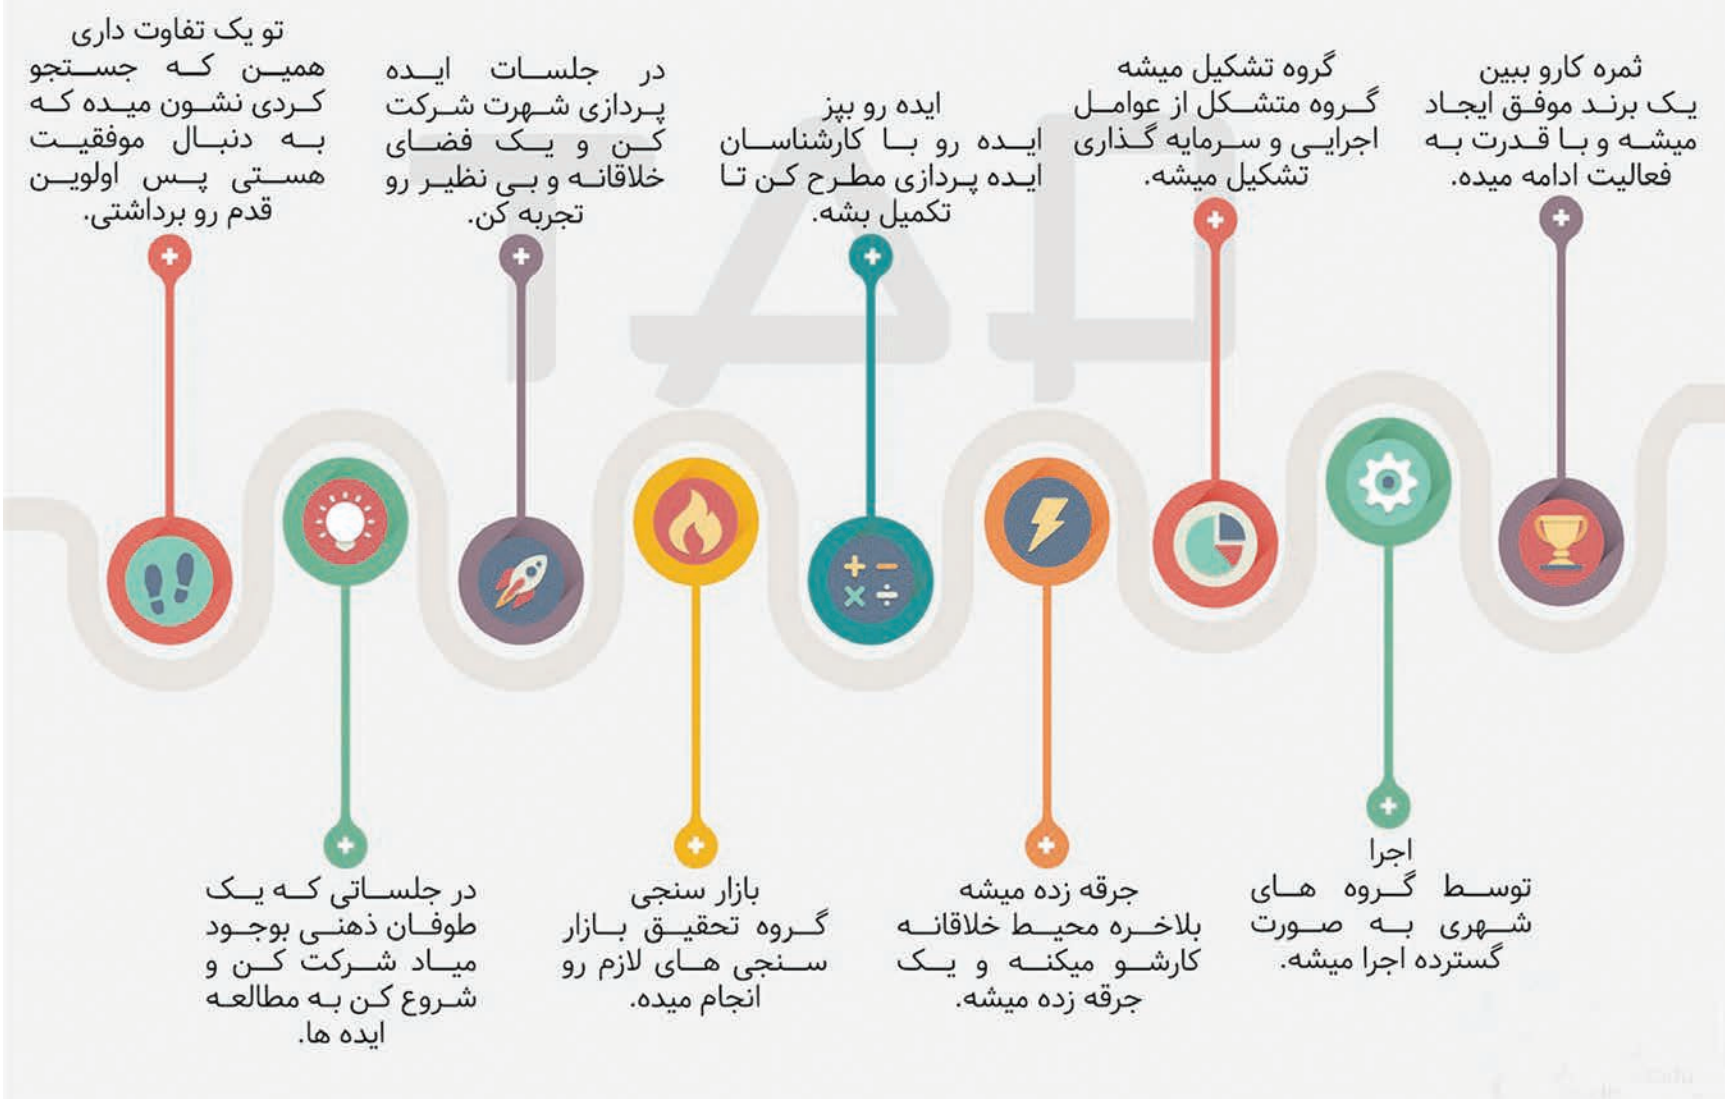 تو یک تفاوت داری
همین که جستجو
کردی نشون میده که
به دنبال موفقیت
هستی پس اولویـن
قدم رو برداشتی.
در جلساتی که یک
طوفان ذهنی بوجود
میاد شرکت کن و
شروع کن به مطالعه
ایده ها.
در جلسات ایده
پردازی شهرت شرکت
کن و یک فضای
خلاقانه و بی نظیر رو
تجربه کن.
بازار سنجی
گروه تحقیق بازار
سنجی های لازم رو
انجام میده.
ایده رو بپز
ایده رو با کارشناسان
ایده پردازی مطرح کن تا
تکمیل بشه.
جرقه زده میشه
بلاخره محیط خلاقانه
کارشو میکنه و یک
جرقه زده میشه.
گروه تشکیل میشه
گروه متشکل از عوامل
اجرایی و سرمایه گذاری
تشکیل میشه.
اجرا
توسط گروه های
شهری به صورت
گسترده اجرا میشه.
ثمره کارو ببین
یک برند موفق ایجاد
میشه و با قدرت به
فعالیت ادامه میده.